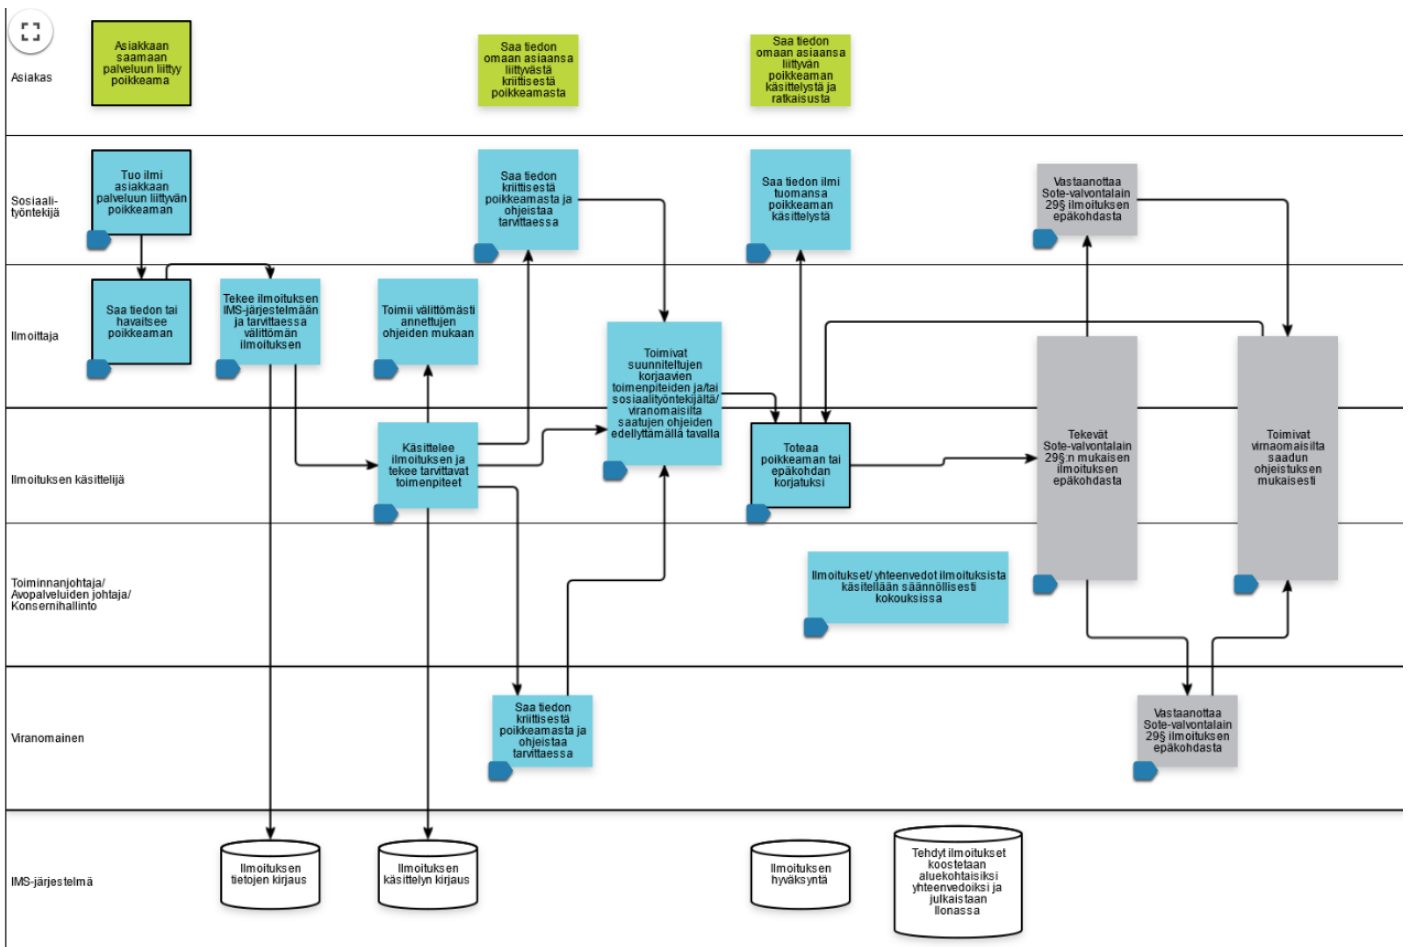 Asiakas
Asiakkaan
saamaan
palveluun liittyy
poikkeama
Saa tiedon
omaan asiaansa
liittyvästä
kriittisestä
poikkeamasta
Saa tiedon
omaan asiaansa
liittyvän
poikkeaman
käsittelystä ja
ratkaisusta
Sosiaali-
työntekijä
Tuo ilmi
asiakkaan
palveluun liittyvän
poikkeaman
Saa tiedon
kriittisestä
poikkeamasta ja
ohjeistaa
tarvittaessa
Saa tiedon ilmi
tuomansa
poikkeaman
käsittelystä
Vastaanottaa
Sote-valvontalain
29§ ilmoituksen
epäkohdasta
Ilmoittaja
Saa tiedon tai
havaitsee
poikkeaman
Tekee ilmoituksen
IMS-järjestelmään
ja tarvittaessa
välittömän
ilmoituksen
Toimii välittömästi
annettujen
ohjeiden mukaan
Toimivat
suunniteltujen
korjaavien
toimenpiteiden ja/tai
sosiaalityöntekijältä/
viranomaisilta
saatujen ohjeiden
edellyttämällä tavalla
Ilmoituksen käsittelijä
Käsittelee
ilmoituksen ja
tekee tarvittavat
toimenpiteet
Toteaa
poikkeaman tai
epäkohdan
korjatuksi
Tekevät
Sote-valvontalain
29§:n mukaisen
ilmoituksen
epäkohdasta
Toimivat
virnaomaisilta
saadun
ohjeistuksen
mukaisesti
Toiminnanjohtaja/
Avopalveluiden johtaja/
Konsernihallinto
Ilmoitukset/ yhteenvedot ilmoituksista
käsitellään säännöllisesti
kokouksissa
Viranomainen
Saa tiedon
kriittisestä
poikkeamasta ja
ohjeistaa
tarvittaessa
Vastaanottaa
Sote-valvontalain
29§ ilmoituksen
epäkohdasta
IMS-järjestelmä
Ilmoituksen
tietojen kirjaus
Ilmoituksen
käsittelyn kirjaus
Ilmoituksen
hyväksyntä
Tehdyt ilmoitukset
koostetaan
aluekohtaisiksi
yhteenvedoiksi ja
julkaistaan
Ilonassa